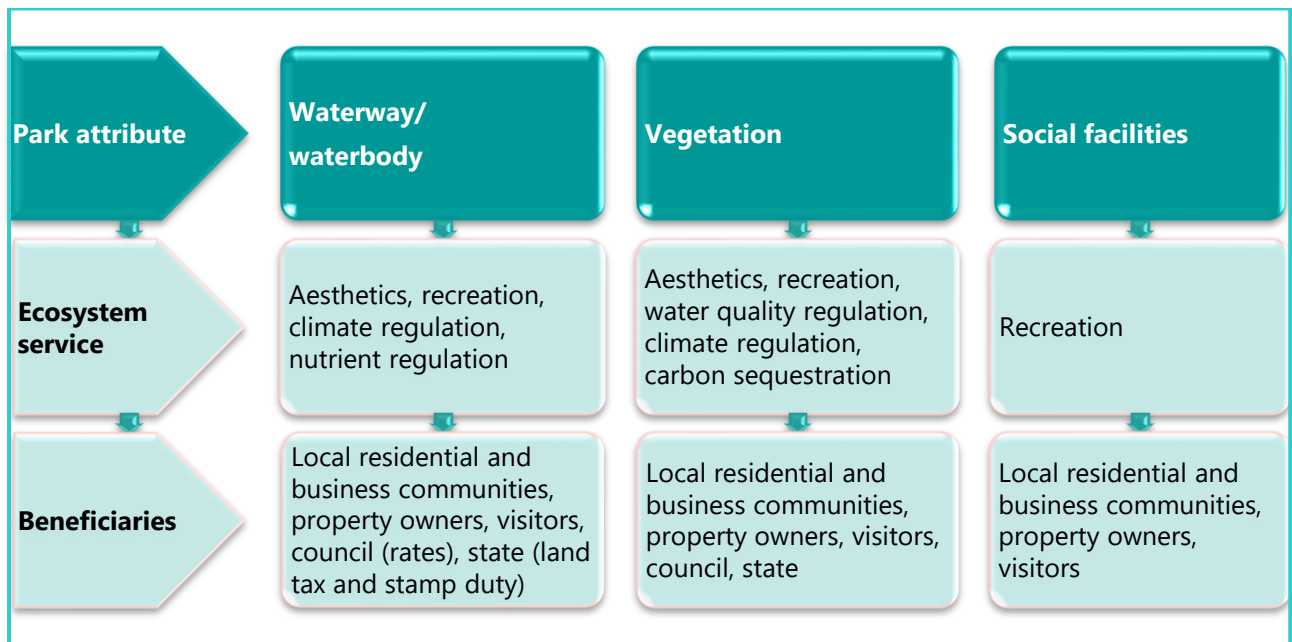 Park attribute
Waterway/
waterbody
Vegetation
Social facilities
Ecosystem
service
Aesthetics, recreation,
climate regulation,
nutrient regulation
Aesthetics, recreation,
water quality regulation,
climate regulation,
carbon sequestration
Recreation
Beneficiaries
Local residential and
business communities,
property owners, visitors,
council (rates), state (land
tax and stamp duty)
Local residential and
business communities,
property owners, visitors,
council, state
Local residential and
business communities,
property owners,
visitors